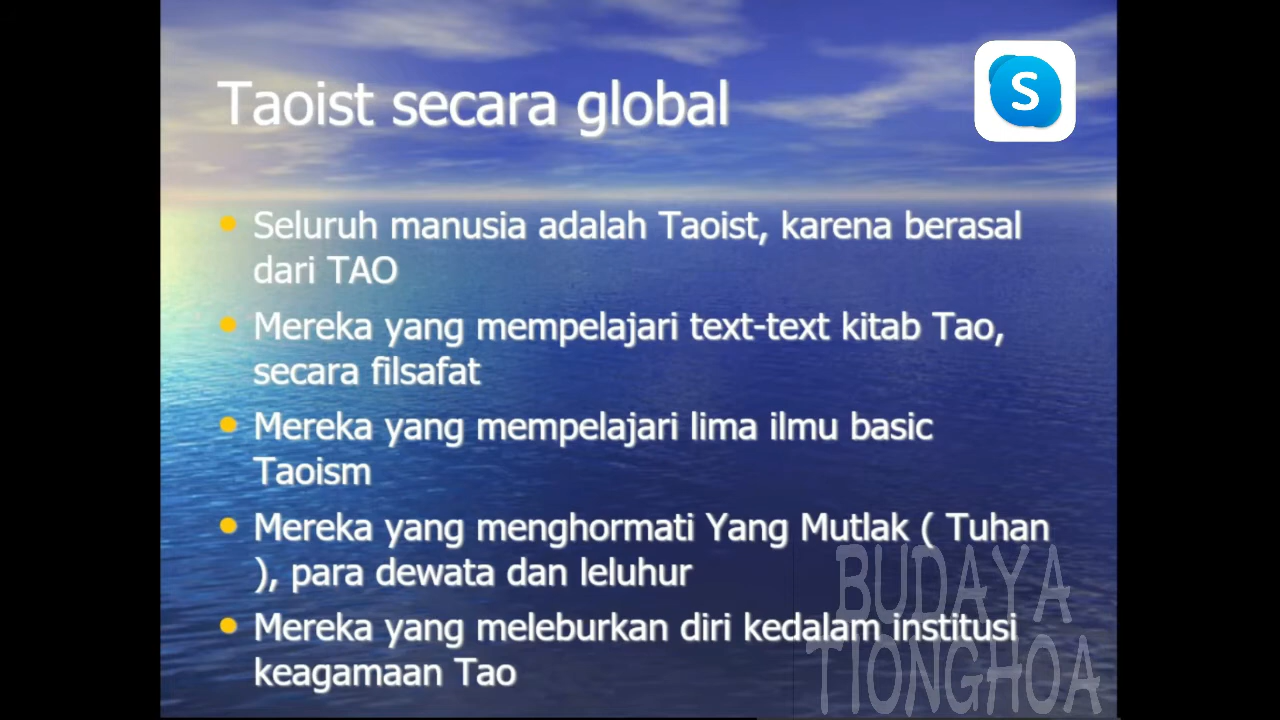 Taoist secara global
S
• Seluruh manusia adalah Taoist, karena berasal
dari TAO
• Mereka yang mempelajari text-text kitab Tao,
secara filsafat
• Mereka yang mempelajari lima ilmu basic
Taoism
• Mereka yang menghormati Yang Mutlak ( Tuhan
), para dewata dan leluhur
• Mereka yang meleburkan diri kedalam institusi
keagamaan Tao
BUDAYA
TIONGHOA